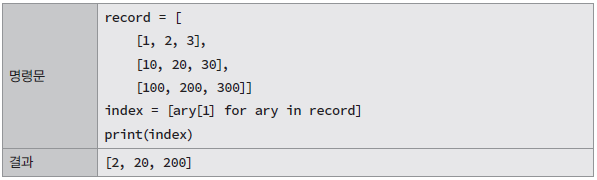 명령문
record = [
    [1, 2, 3],
    [10, 20, 30],
    [100, 200, 300]]
index = [ary[1] for ary in record]
print(index)
결과
[2, 20, 200]